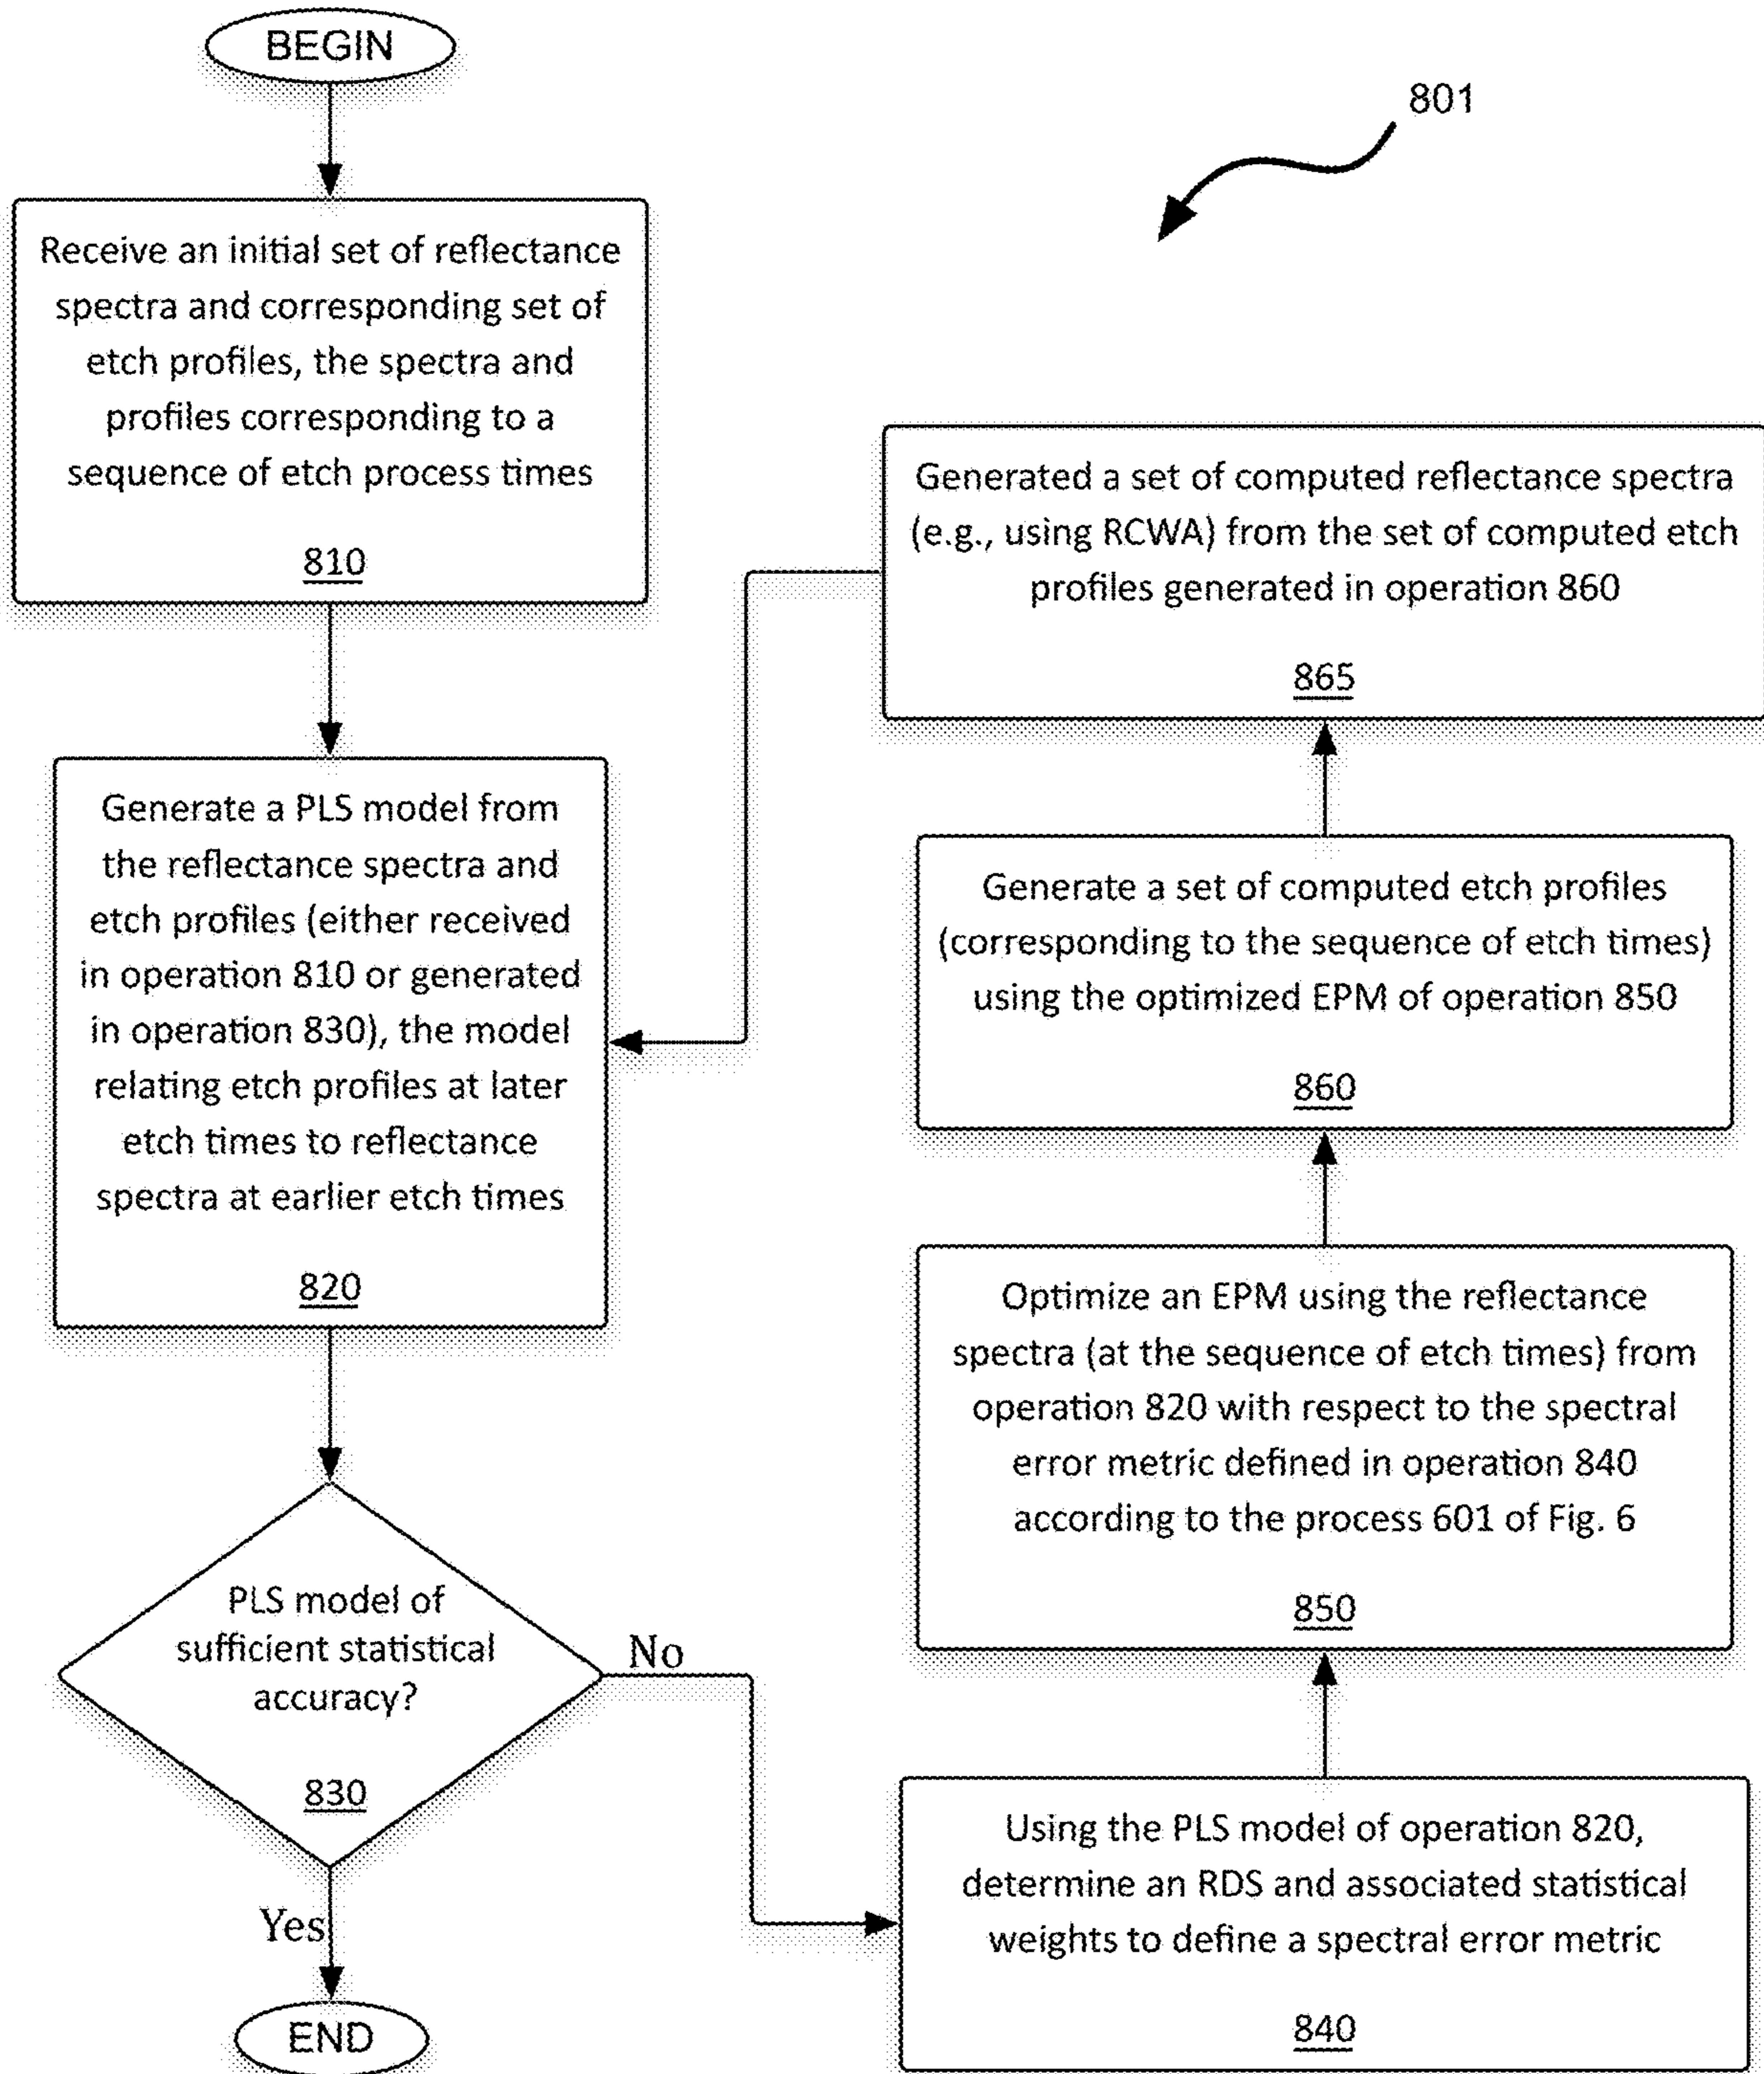 BEGIN
801
Receive an initial set of reflectance
spectra and corresponding set of
etch profiles, the spectra and
profiles corresponding to a
sequence of etch process times
810
Generate a PLS model from
the reflectance spectra and
etch profiles (either received
in operation 810 or generated
in operation 830), the model
relating etch profiles at later
etch times to reflectance
spectra at earlier etch times
820
PLS model of
sufficient statistical
accuracy?
830
No
Yes
END
Using the PLS model of operation 820,
determine an RDS and associated statistical
weights to define a spectral error metric
840
Optimize an EPM using the reflectance
spectra (at the sequence of etch times) from
operation 820 with respect to the spectral
error metric defined in operation 840
according to the process 601 of Fig. 6
850
Generate a set of computed etch profiles
(corresponding to the sequence of etch times)
using the optimized EPM of operation 850
860
Generated a set of computed reflectance spectra
(e.g., using RCWA) from the set of computed etch
profiles generated in operation 860
865